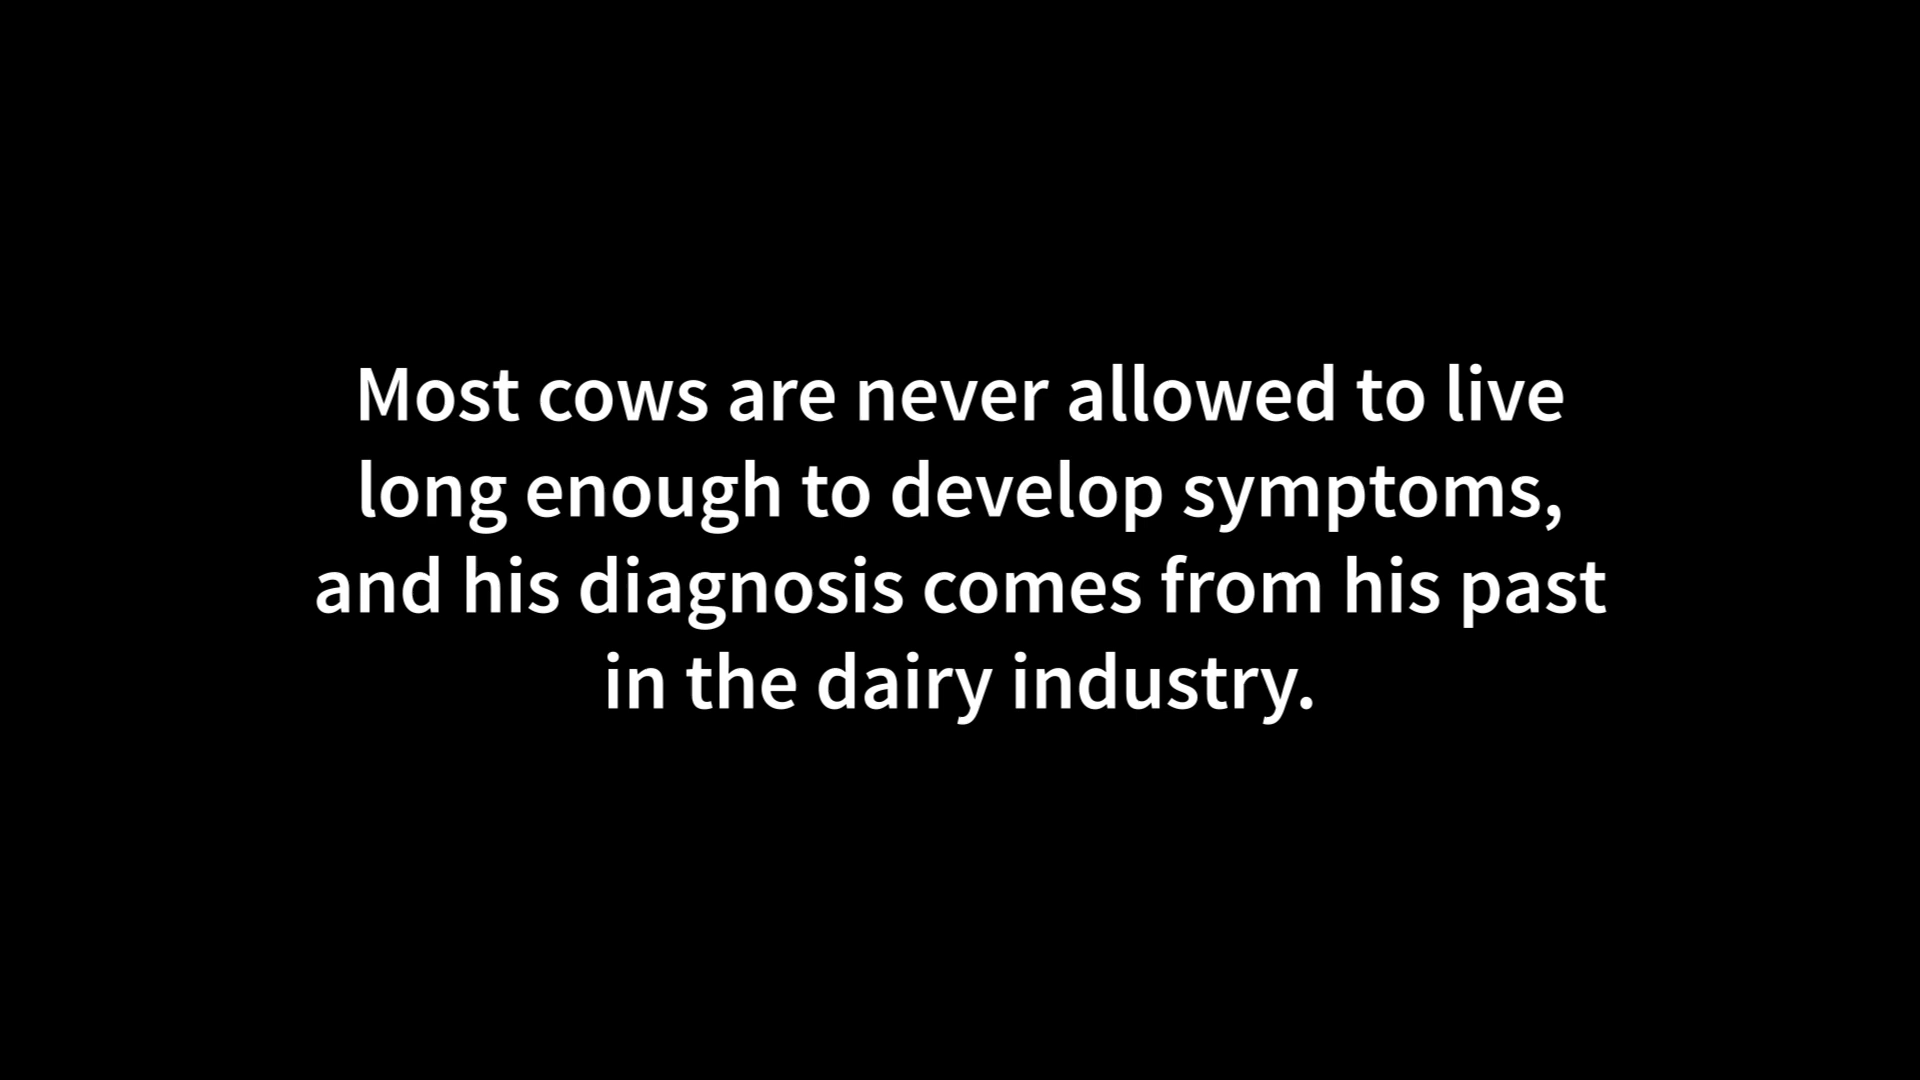 Most cows are never allowed to live
long enough to develop symptoms,
and his diagnosis comes from his past
in the dairy industry.